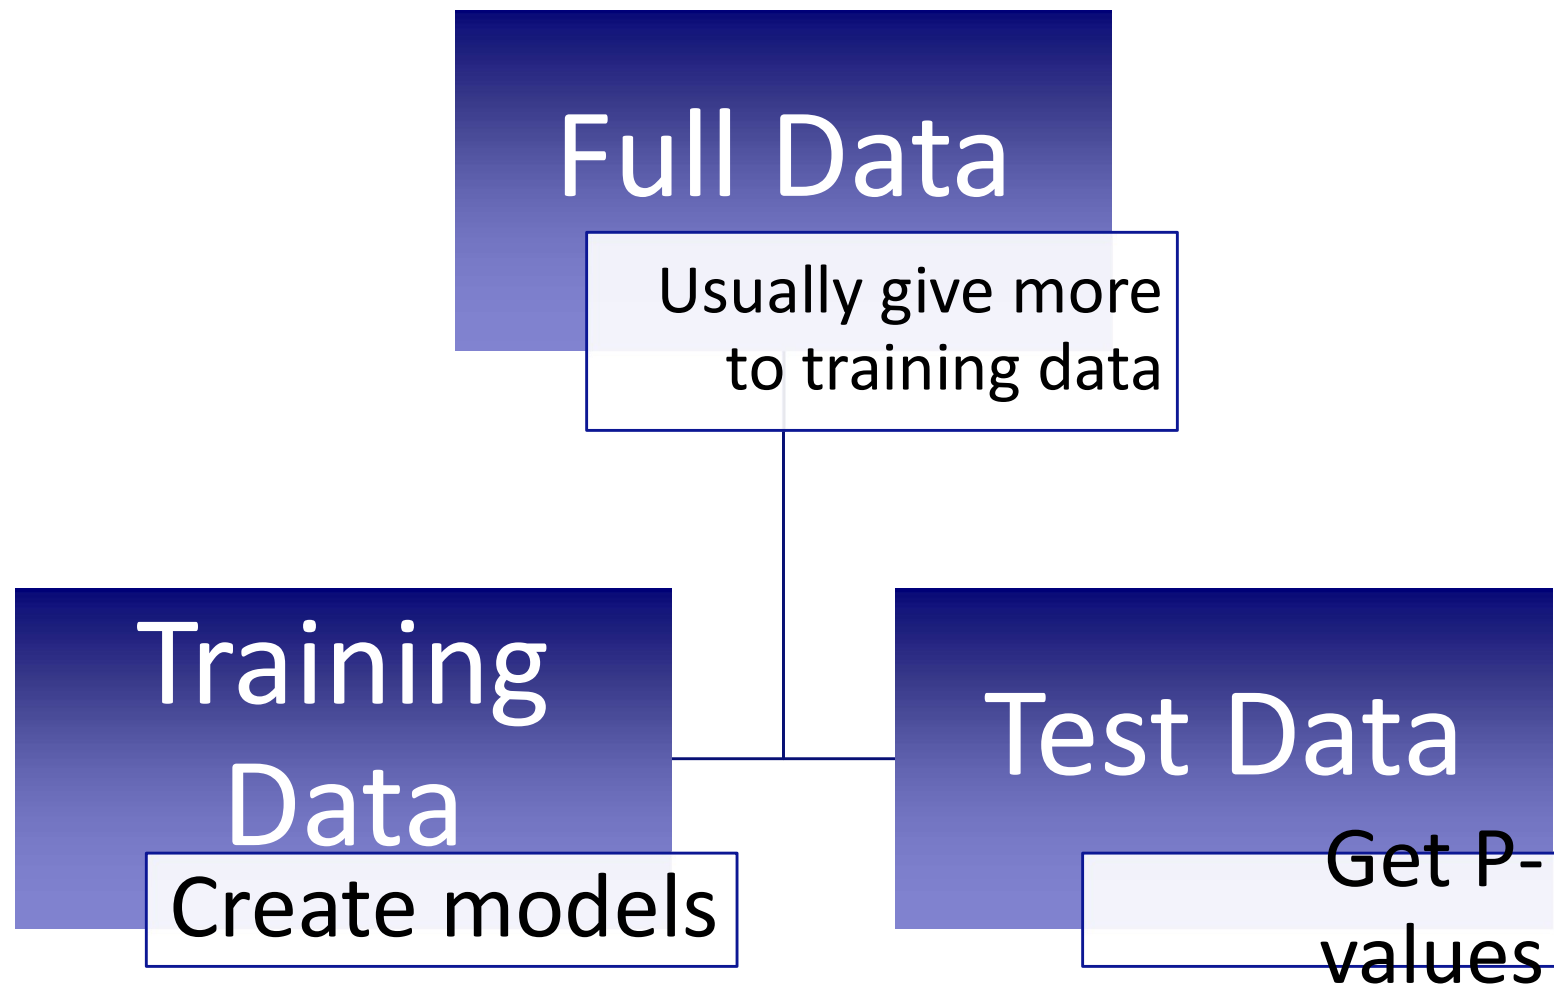 Full Data
Usually give more
to training data
Training
Data
Create models
Test Data
Get P-
values